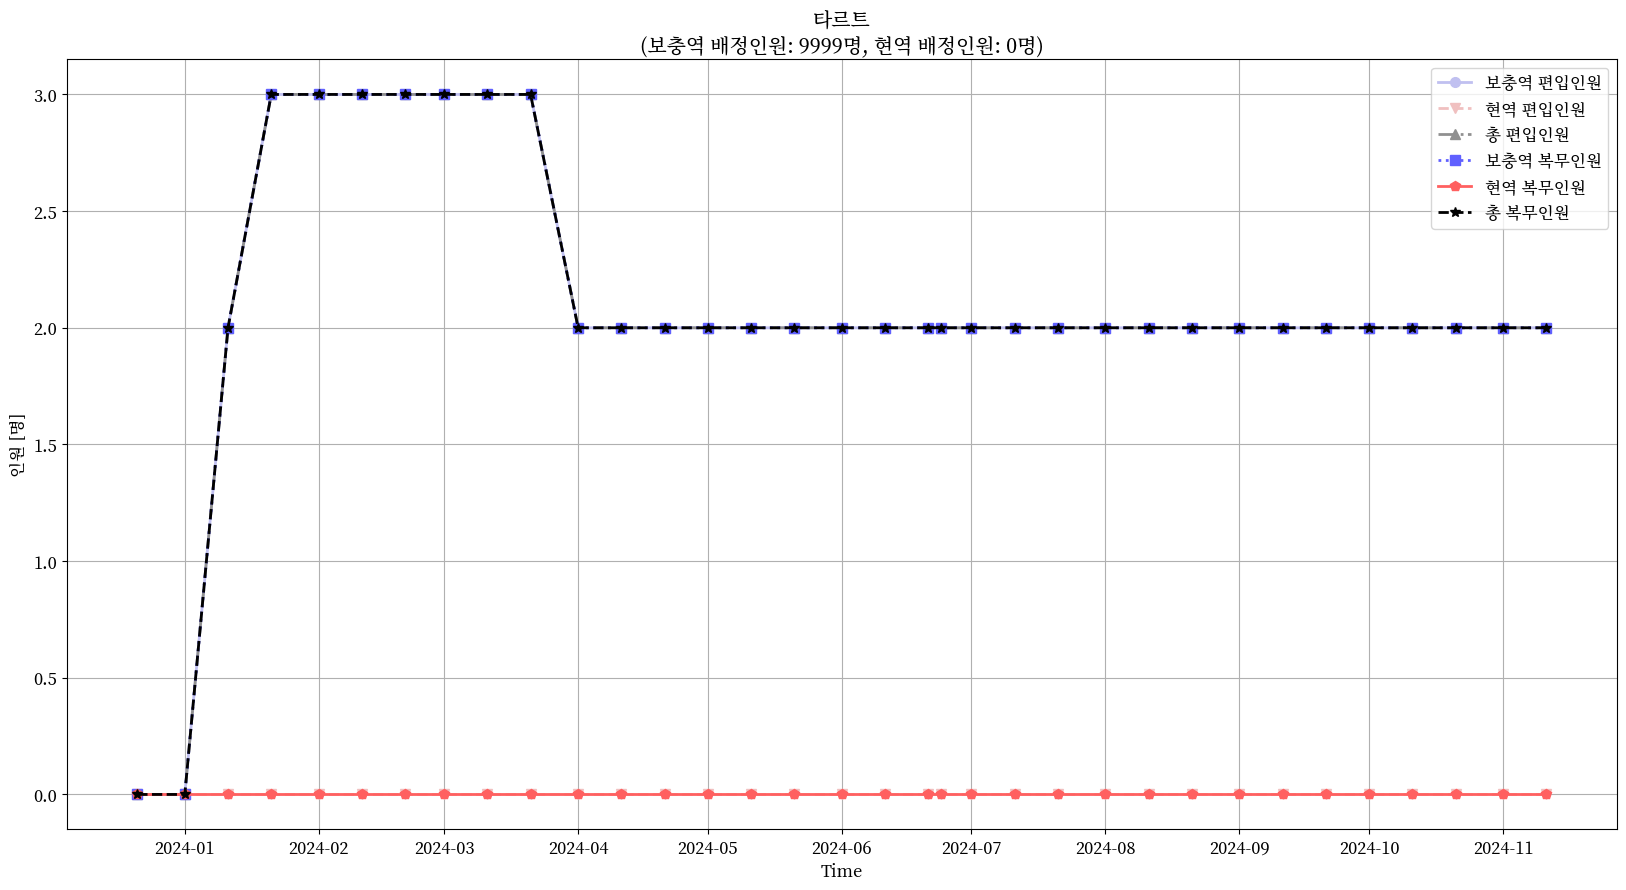 타르트
(보충역 배정인원: 9999명, 현역 배정인원: 0명)
보충역 편입인원
현역 편입인원
총 편입인원
보충역 복무인원
현역 복무인원
총 복무인원
인원 [명]
3.0
2.5
2.0
1.5
1.0
0.5
0.0
2024-01 2024-02 2024-03 2024-04 2024-05 2024-06 2024-07 2024-08 2024-09 2024-10 2024-11
Time